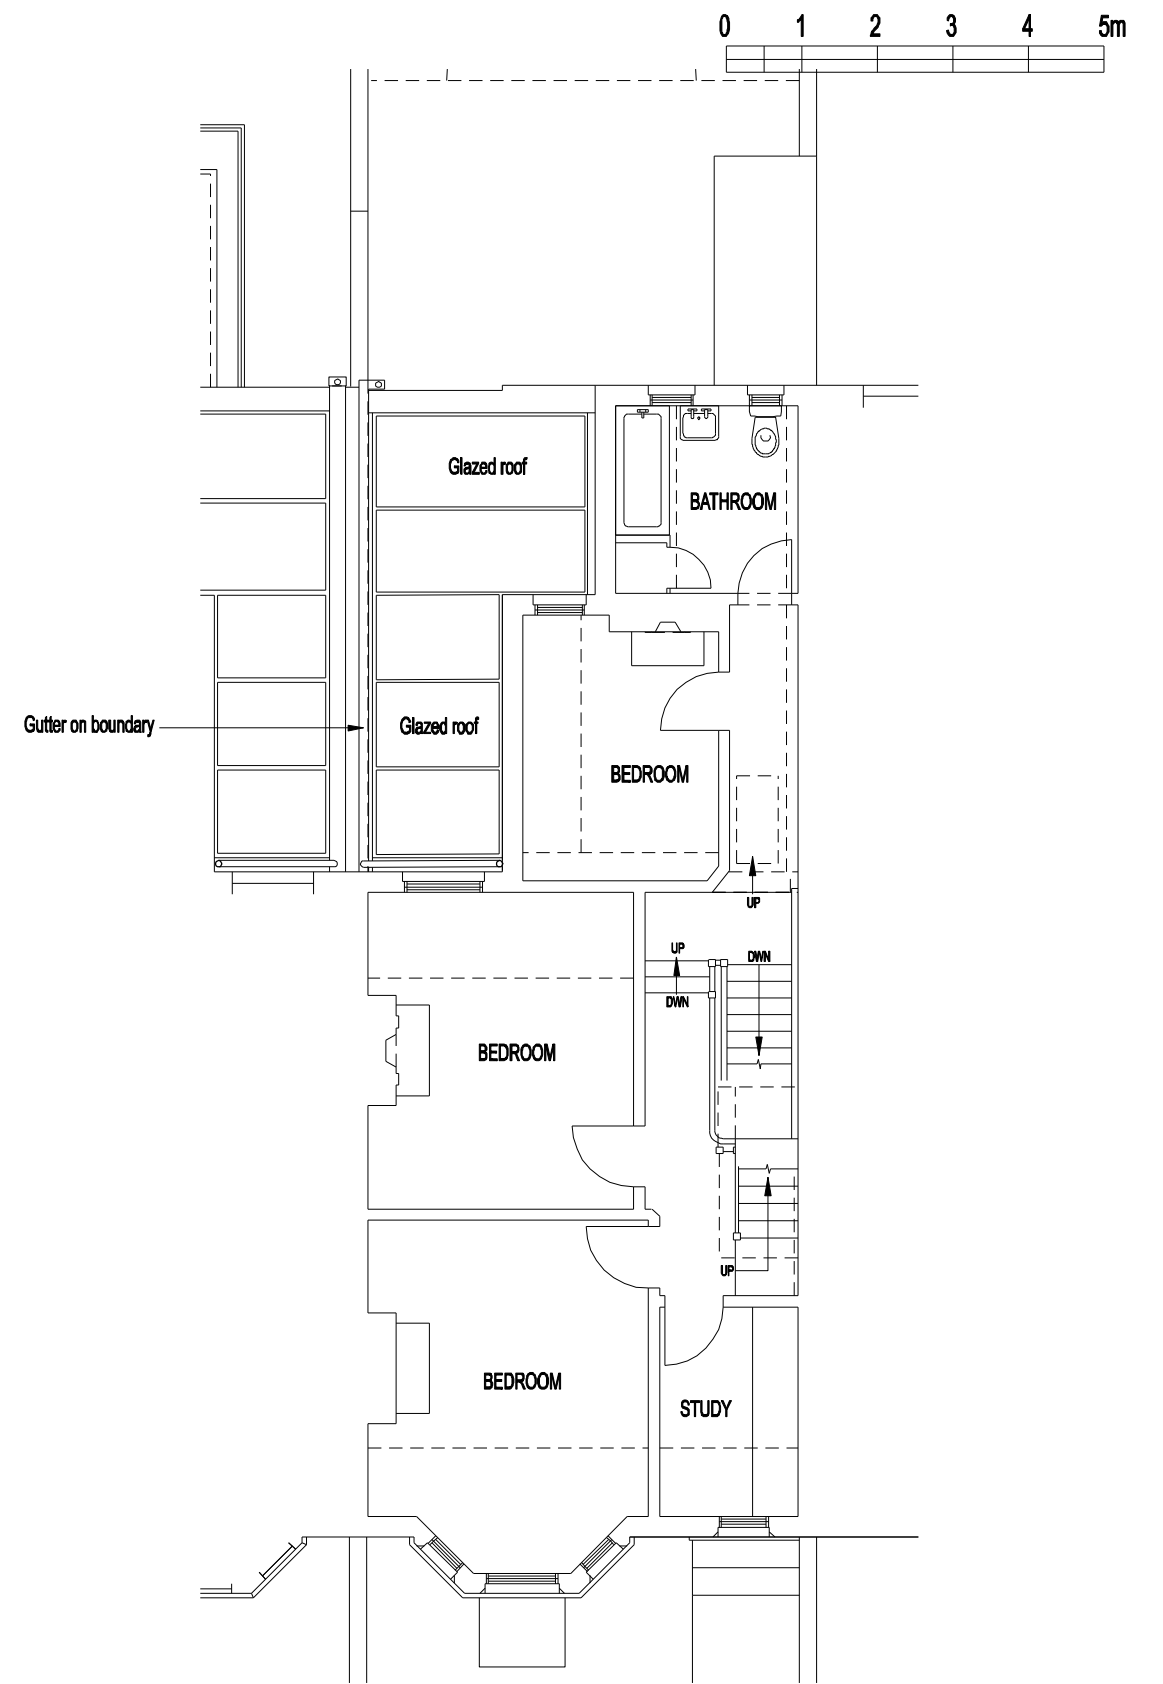 0 1 2 3 4 5m
Glazed roof
BATHROOM
Gutter on boundary
Glazed roof
BEDROOM
UP
UP
DWN
DWN
BEDROOM
UP
BEDROOM
STUDY